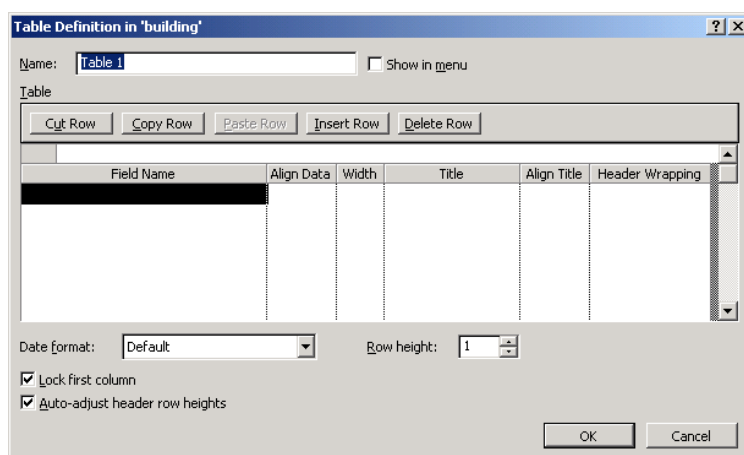 Table Definition in 'building'
Name: Table 1 Show in menu
Table
Cut Row Copy Row Paste Row Insert Row Delete Row
Field Name Align Data Width Title Align Title Header Wrapping
Date format: Default Row height: 1
Lock first column
Auto-adjust header row heights
OK Cancel